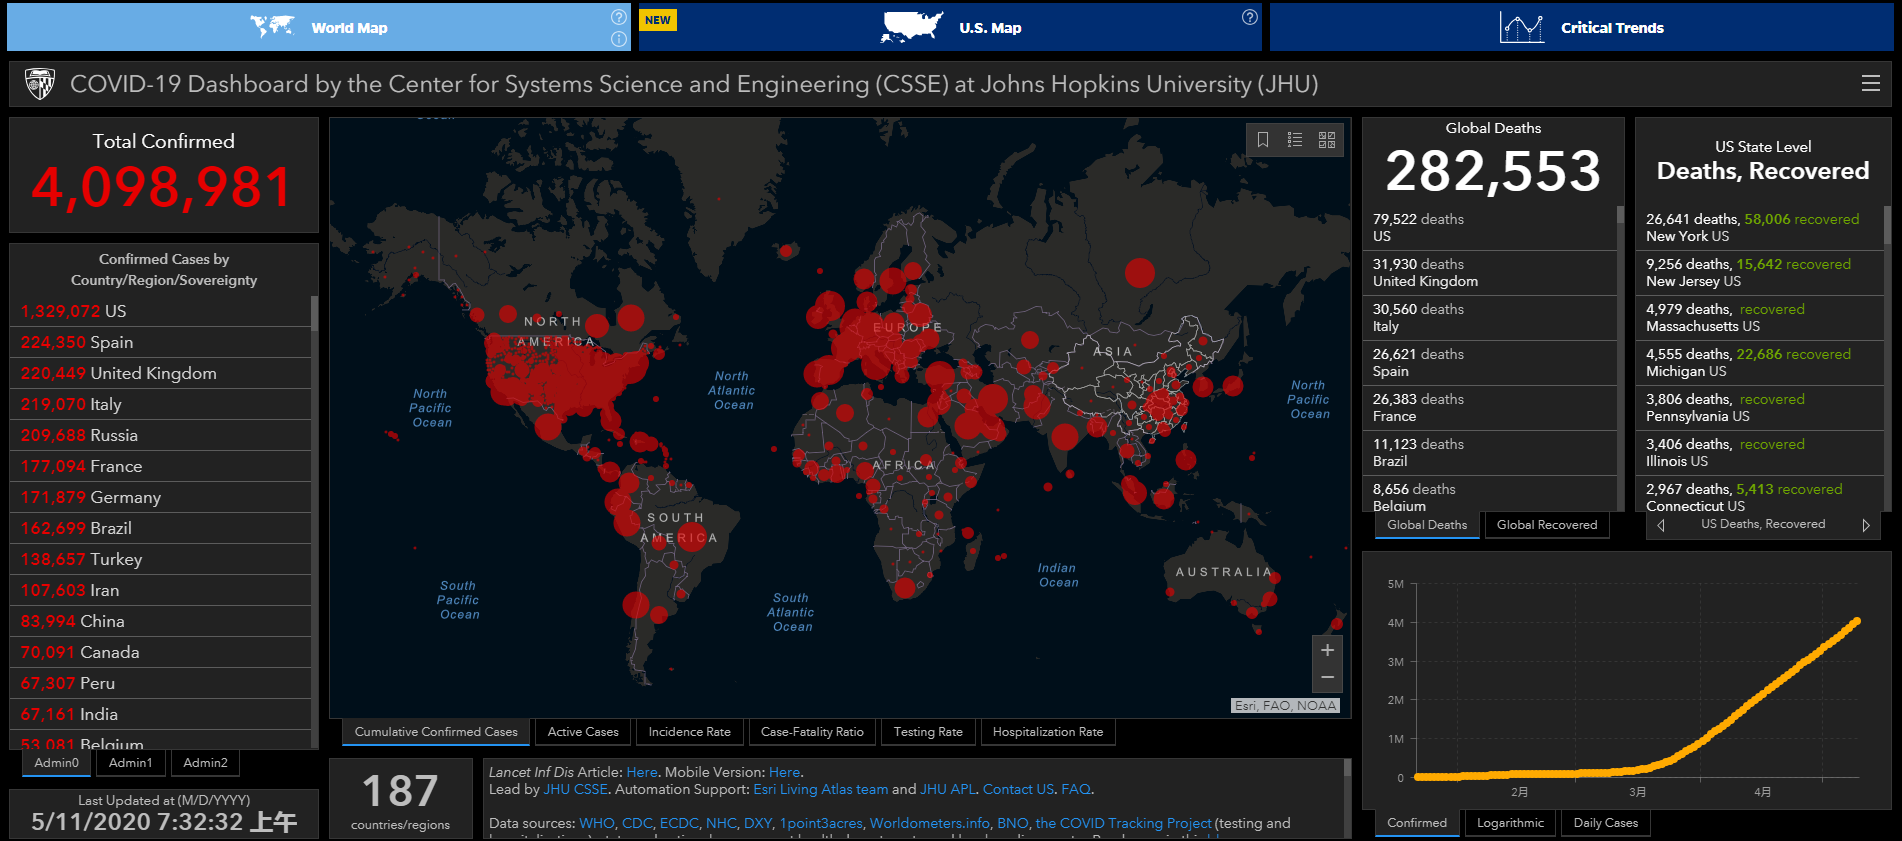 World Map
NEW
U.S. Map
Critical Trends
COVID-19 Dashboard by the Center for Systems Science and Engineering (CSSE) at Johns Hopkins University (JHU)
Total Confirmed
4,098,981
Confirmed Cases by
Country/Region/Sovereignty
1,329,072 US
224,350 Spain
220,449 United Kingdom
219,070 Italy
209,688 Russia
177,094 France
171,879 Germany
162,699 Brazil
138,657 Turkey
107,603 Iran
83,994 China
70,091 Canada
67,307 Peru
67,161 India
53,081 Belgium
Admin0
Admin1
Admin2
Last Updated at (M/D/YYYY)
5/11/2020 7:32:32 上午
Ocean
NORTH
AMERICA
EUROPE
ASIA
North
Pacific
Ocean
North
Atlantic
Ocean
North
Pacific
Ocean
AFRICA
SOUTH
AMERICA
South
Pacific
Ocean
South
Atlantic
Ocean
Indian
Ocean
AUSTRALIA
+
−
Esri, FAO, NOAA
Cumulative Confirmed Cases
Active Cases
Incidence Rate
Case-Fatality Ratio
Testing Rate
Hospitalization Rate
187
countries/regions
Lancet Inf Dis Article: Here. Mobile Version: Here.
Lead by JHU CSSE. Automation Support: Esri Living Atlas team and JHU APL. Contact US. FAQ.
Data sources: WHO, CDC, ECDC, NHC, DXY, 1point3acres, Worldometers.info, BNO, the COVID Tracking Project (testing and
Global Deaths
282,553
79,522 deaths
US
31,930 deaths
United Kingdom
30,560 deaths
Italy
26,621 deaths
Spain
26,383 deaths
France
11,123 deaths
Brazil
8,656 deaths
Belgium
Global Deaths
Global Recovered
US State Level
Deaths, Recovered
26,641 deaths, 58,006 recovered
New York US
9,256 deaths, 15,642 recovered
New Jersey US
4,979 deaths, recovered
Massachusetts US
4,555 deaths, 22,686 recovered
Michigan US
3,806 deaths, recovered
Pennsylvania US
3,406 deaths, recovered
Illinois US
2,967 deaths, 5,413 recovered
Connecticut US
US Deaths, Recovered
5M
4M
3M
2M
1M
0
2月
3月
4月
Confirmed
Logarithmic
Daily Cases